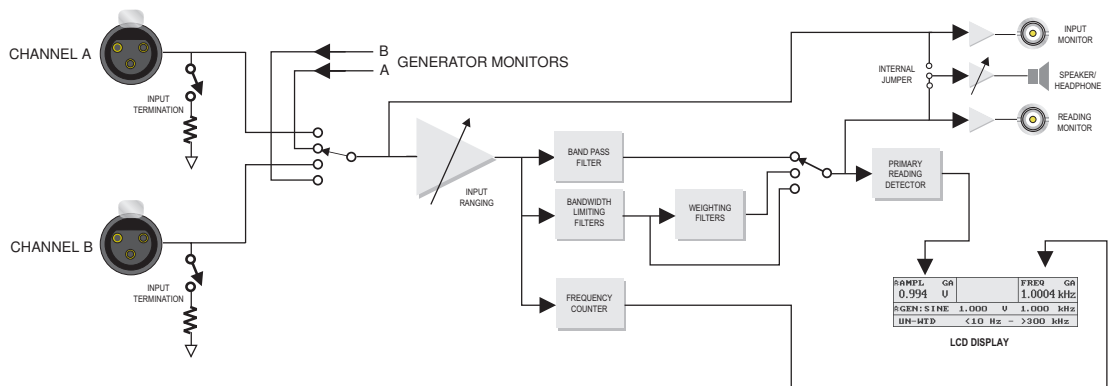 CHANNEL A
INPUT
TERMINATION
B
A
GENERATOR MONITORS
INTERNAL
JUMPER
INPUT
MONITOR
SPEAKER/
HEADPHONE
READING
MONITOR
INPUT
RANGING
BAND PASS
FILTER
BANDWIDTH
LIMITING
FILTERS
WEIGHTING
FILTERS
PRIMARY
READING
DETECTOR
CHANNEL B
INPUT
TERMINATION
FREQUENCY
COUNTER
AMPL GA FREQ GA
0.994 V 1.0004 kHz
GEN:SINE 1.000 V 1.000 kHz
UN-WTD <10 Hz - >300 kHz
LCD DISPLAY